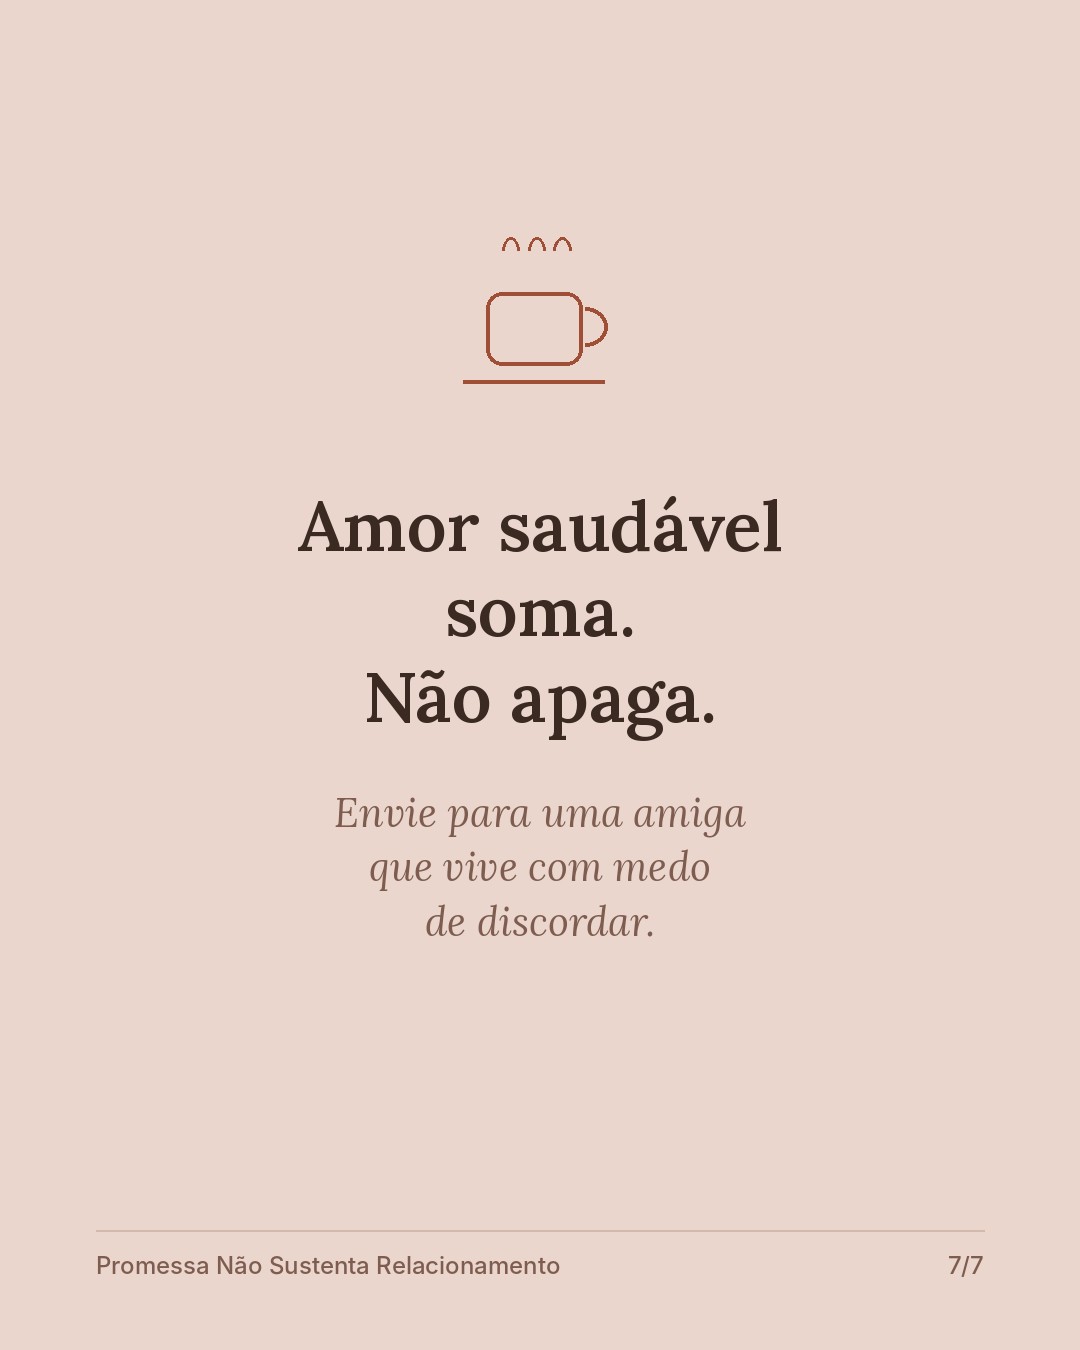 Amor saudável
soma.
Não apaga.
Envie para uma amiga
que vive com medo
de discordar.
Promessa Não Sustenta Relacionamento
7/7